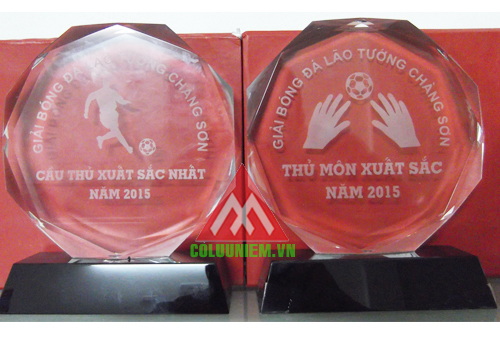 GIẢI BÓNG ĐÁ LÃO TƯỚNG CHÀNG SƠN
CẦU THỦ XUẤT SẮC NHẤT
NĂM 2015
GIẢI BÓNG ĐÁ LÃO TƯỚNG CHÀNG SƠN
THỦ MÔN XUẤT SẮC
NĂM 2015
COLUUNIEM.VN